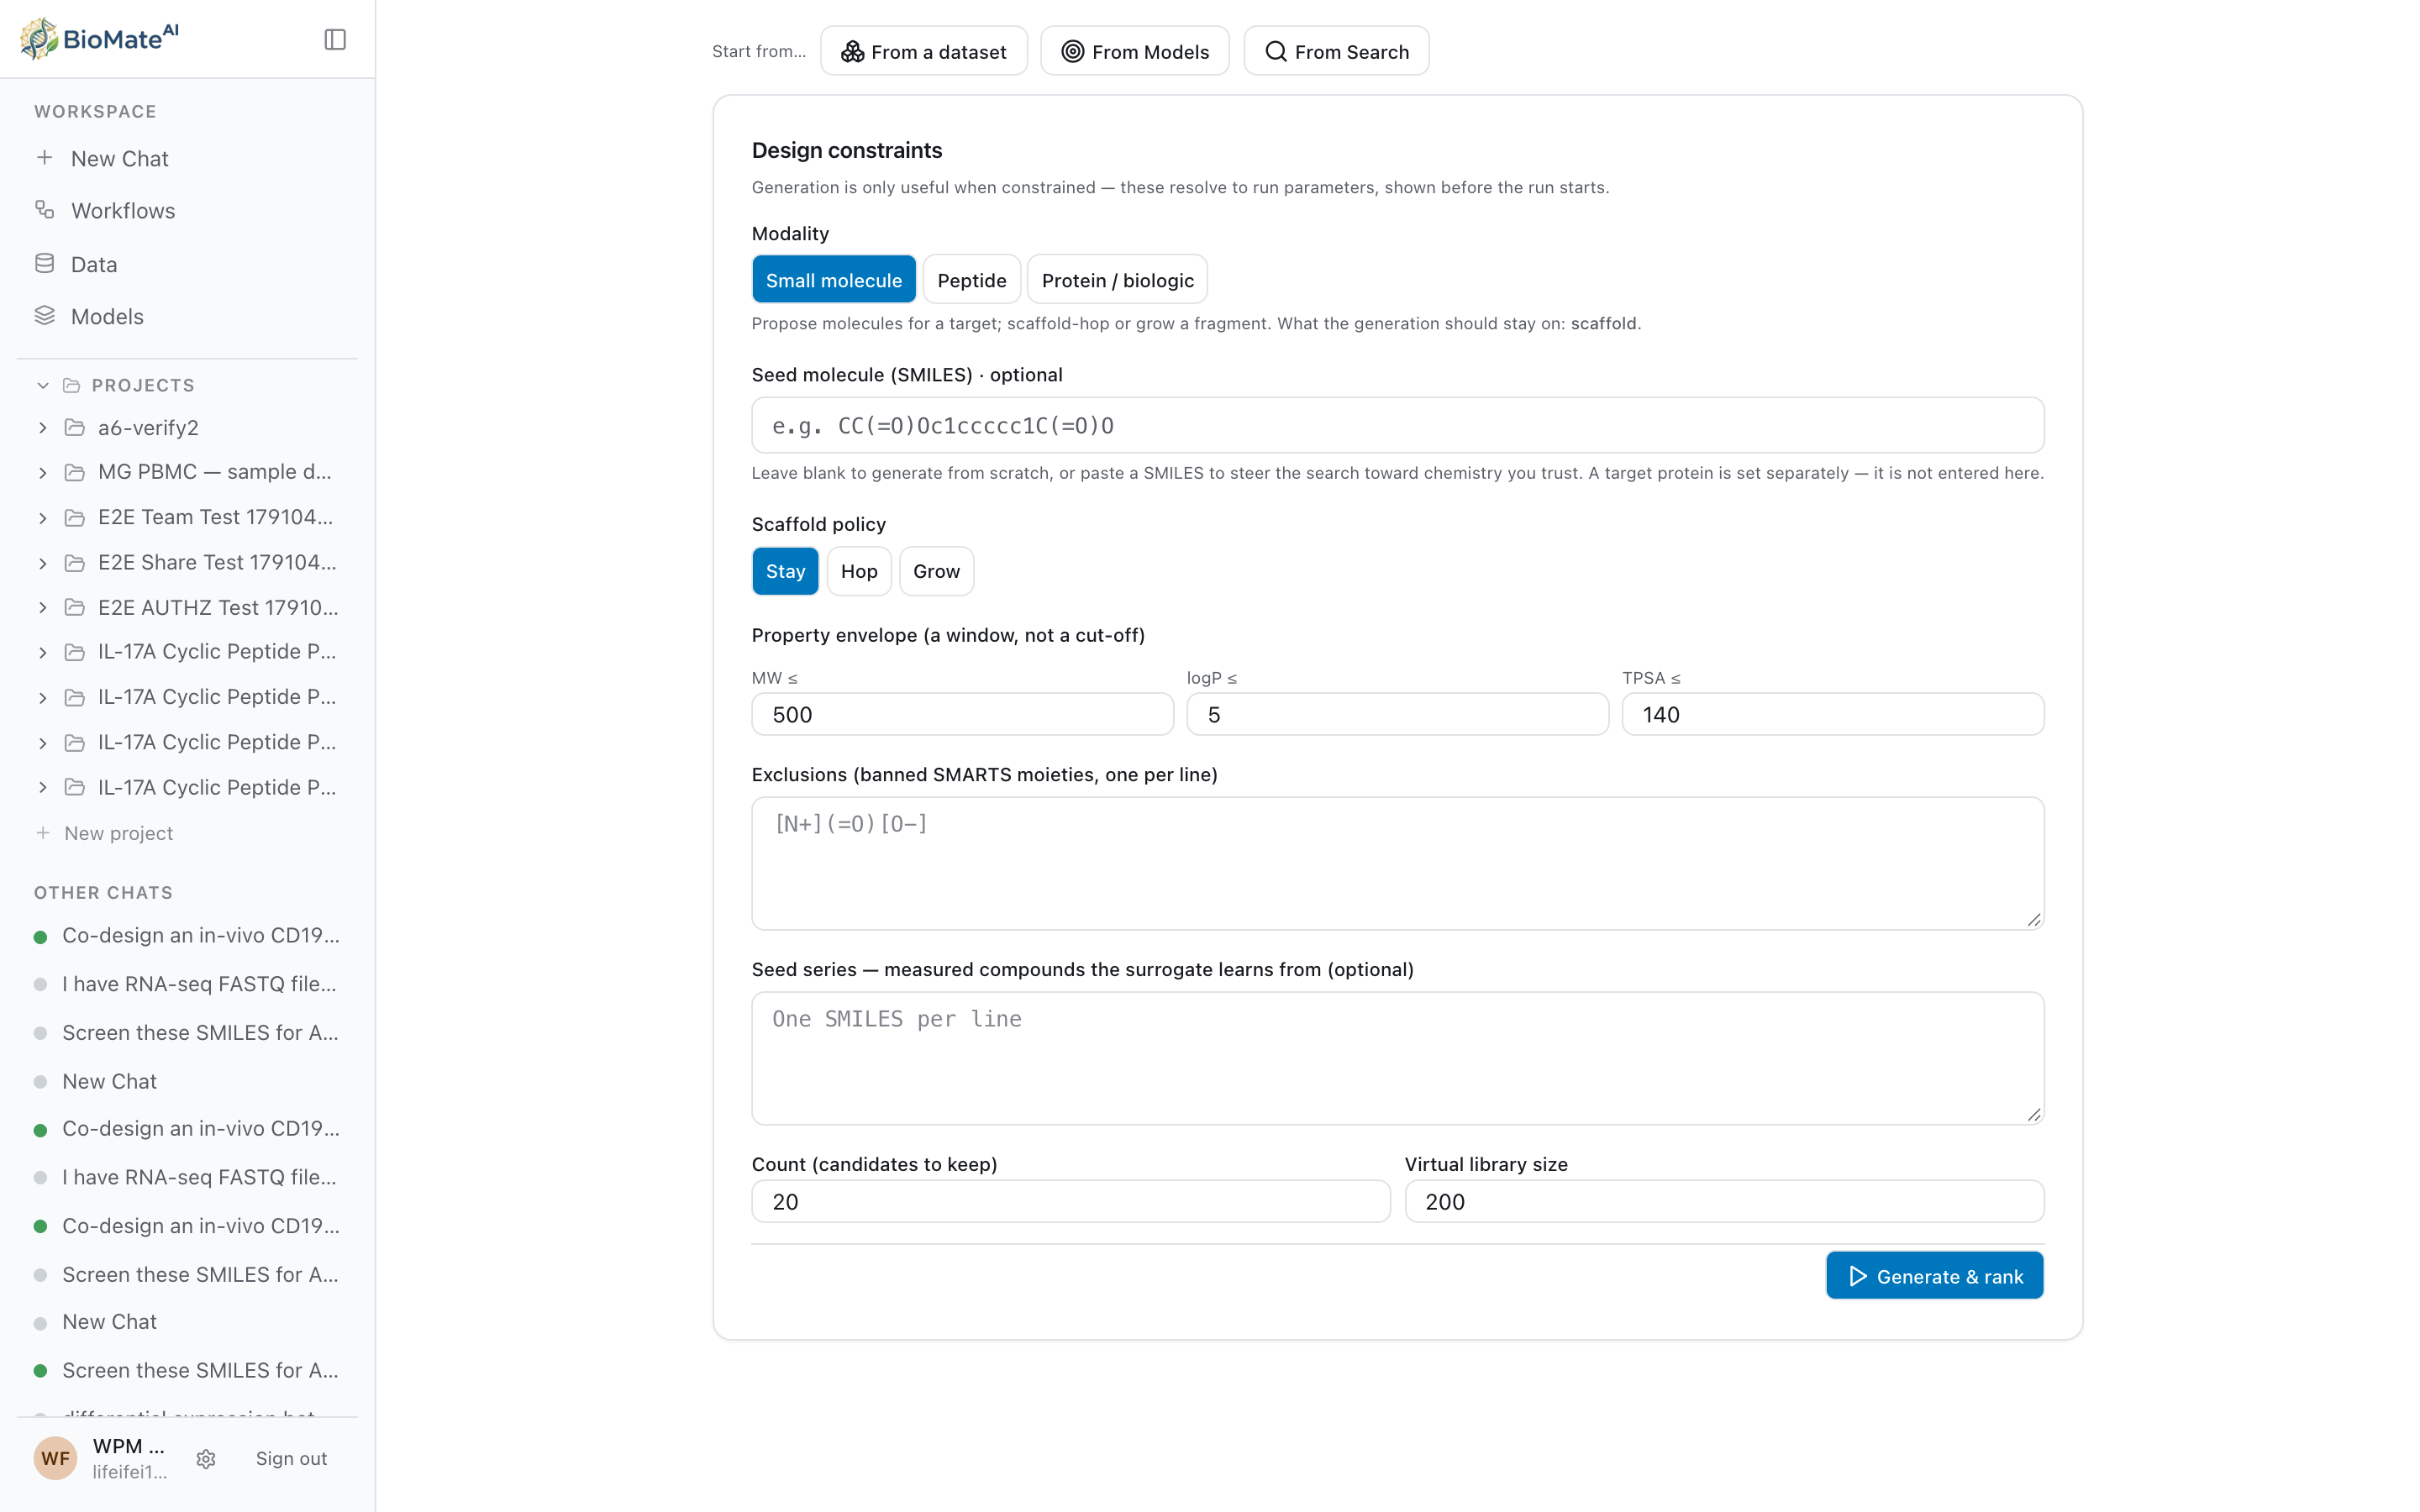 BioMate AI
WORKSPACE
New Chat
Workflows
Data
Models
PROJECTS
a6-verify2
MG PBMC — sample d...
E2E Team Test 179104...
E2E Share Test 179104...
E2E AUTHZ Test 17910...
IL-17A Cyclic Peptide P...
IL-17A Cyclic Peptide P...
IL-17A Cyclic Peptide P...
IL-17A Cyclic Peptide P...
New project
OTHER CHATS
Co-design an in-vivo CD19...
I have RNA-seq FASTQ file...
Screen these SMILES for A...
New Chat
Co-design an in-vivo CD19...
I have RNA-seq FASTQ file...
Co-design an in-vivo CD19...
Screen these SMILES for A...
New Chat
Screen these SMILES for A...
WF
WPM ...
lifeifei1...
Sign out
Start from...
From a dataset
From Models
From Search
Design constraints
Generation is only useful when constrained — these resolve to run parameters, shown before the run starts.
Modality
Small molecule
Peptide
Protein / biologic
Propose molecules for a target; scaffold-hop or grow a fragment. What the generation should stay on: scaffold.
Seed molecule (SMILES) · optional
e.g. CC(=O)Oc1ccccc1C(=O)O
Leave blank to generate from scratch, or paste a SMILES to steer the search toward chemistry you trust. A target protein is set separately — it is not entered here.
Scaffold policy
Stay
Hop
Grow
Property envelope (a window, not a cut-off)
MW ≤
logP ≤
TPSA ≤
500
5
140
Exclusions (banned SMARTS moieties, one per line)
[N+](=O)[O-]
Seed series — measured compounds the surrogate learns from (optional)
One SMILES per line
Count (candidates to keep)
Virtual library size
20
200
Generate & rank